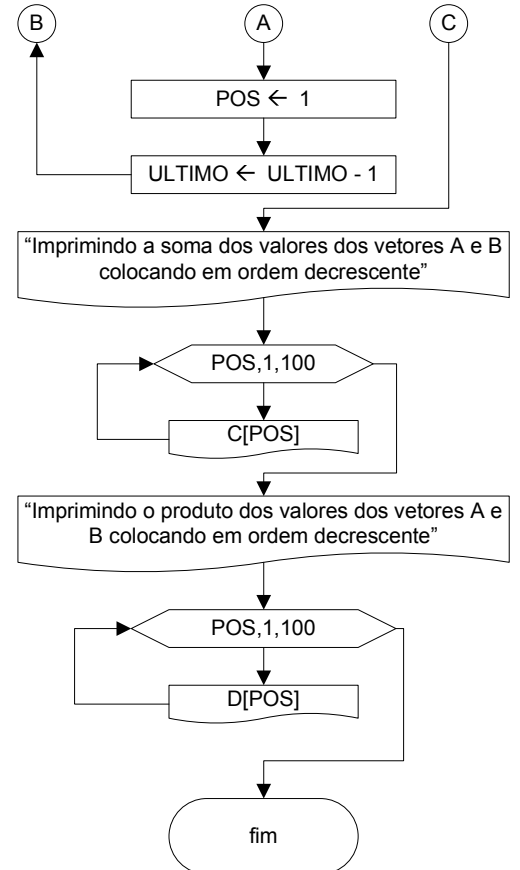 B
A
C
POS ← 1
ULTIMO ← ULTIMO - 1
“Imprimindo a soma dos valores dos vetores A e B
colocando em ordem decrescente”
POS,1,100
C[POS]
“Imprimindo o produto dos valores dos vetores A e
B colocando em ordem decrescente”
POS,1,100
D[POS]
fim